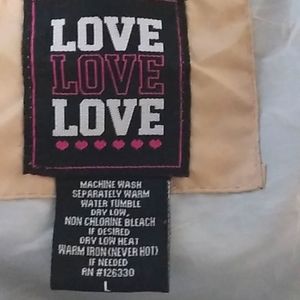 LOVE
LOVE
LOVE
MACHINE WASH
SEPARATELY WARM
WATER TUMBLE
DRY LOW,
NON CHLORINE BLEACH
IF DESIRED
DRY LOW HEAT
WARM IRON (NEVER HOT)
IF NEEDED
RN #126330
L